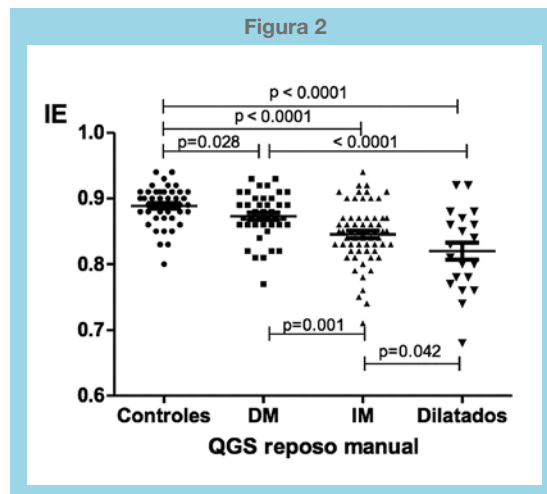 Figura 2
p < 0.0001
IE
p < 0.0001
1.0
p=0.028
< 0.0001
0.9
0.8
0.7
p=0.001
p=0.042
0.6
Controles DM IM Dilatados
QGS reposo manual